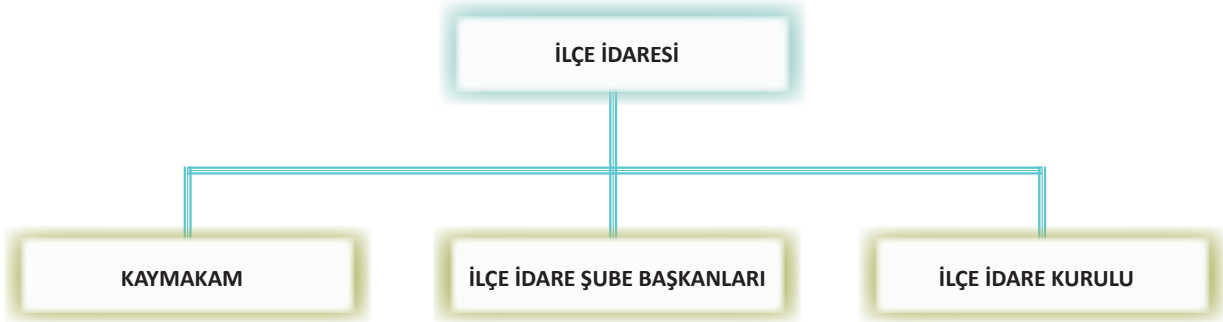 İLÇE İDARESİ
KAYMAKAM
İLÇE İDARE ŞUBE BAŞKANLARI
İLÇE İDARE KURULU